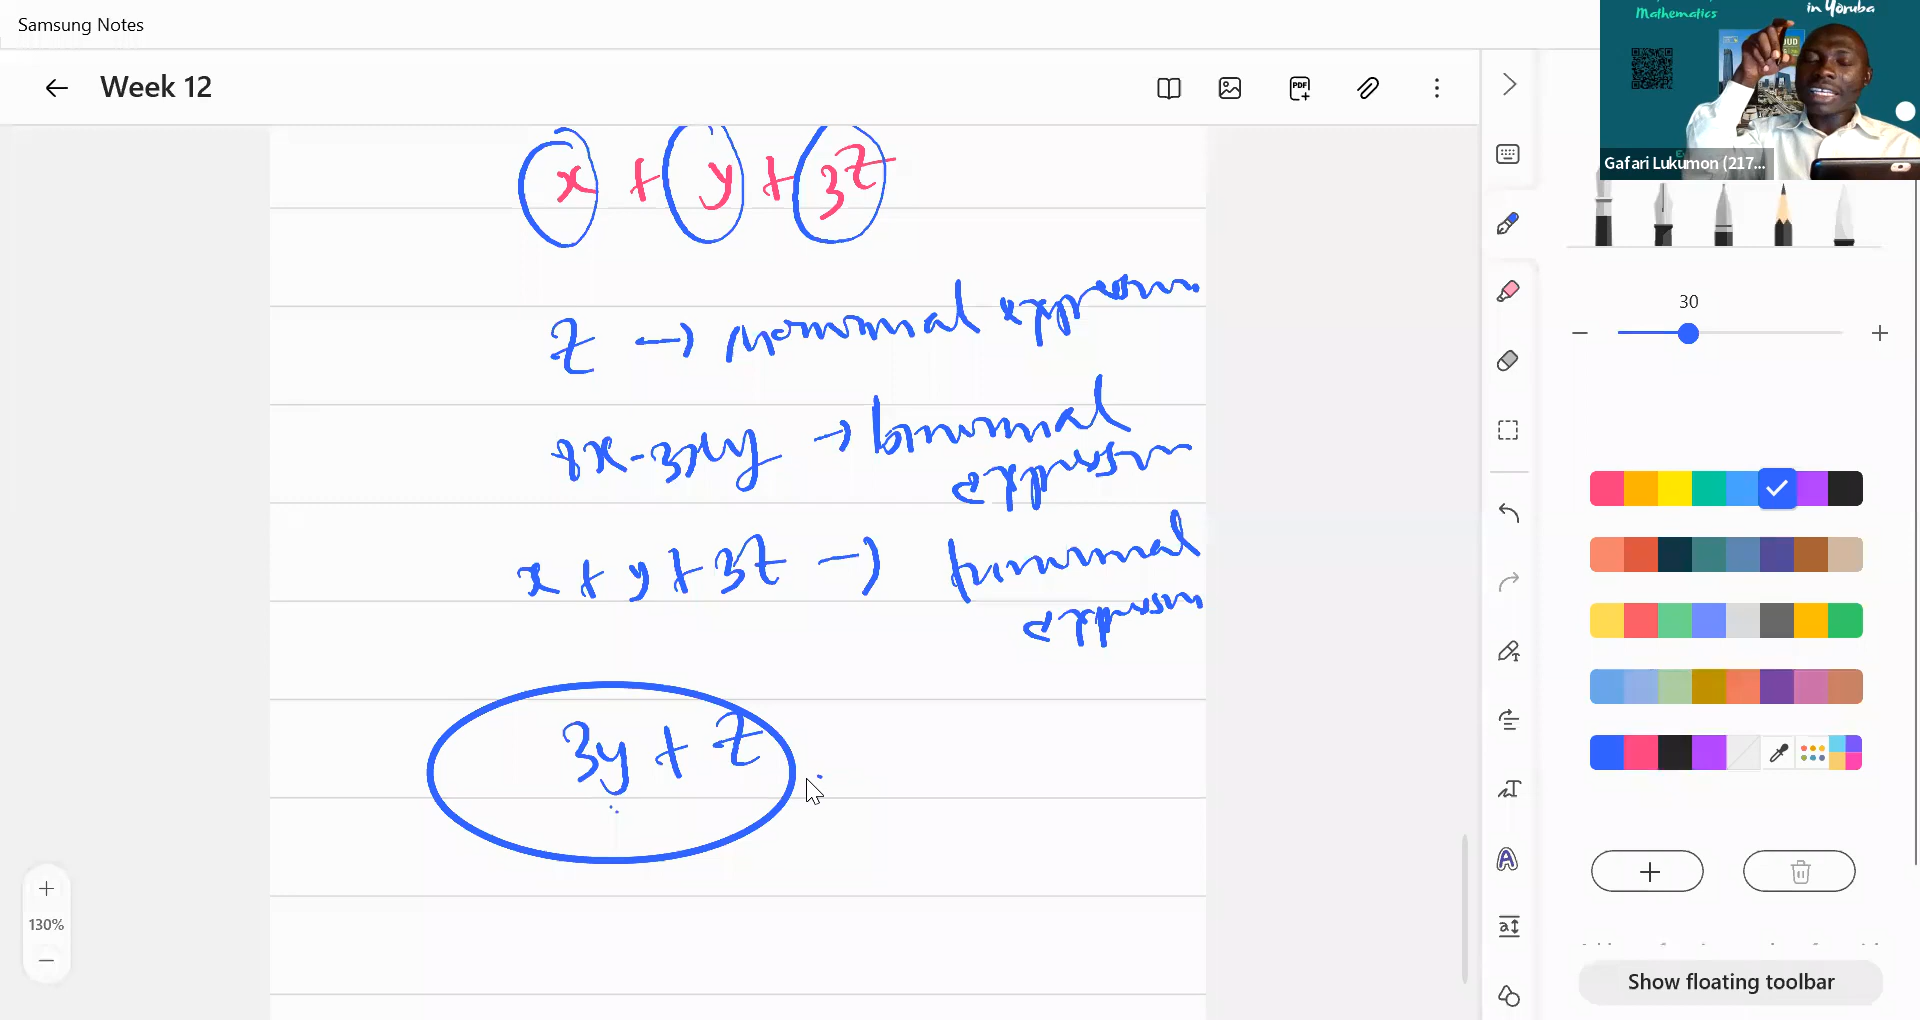 Samsung Notes
Mathematics
in Yoruba
Week 12
Gafari Lukumon (217...
x + y + 3z
z → monomial expression.
8x - 3xy → binomial
expression
x + y + 3z → trinomial
expression
3y + z
30
130%
Show floating toolbar